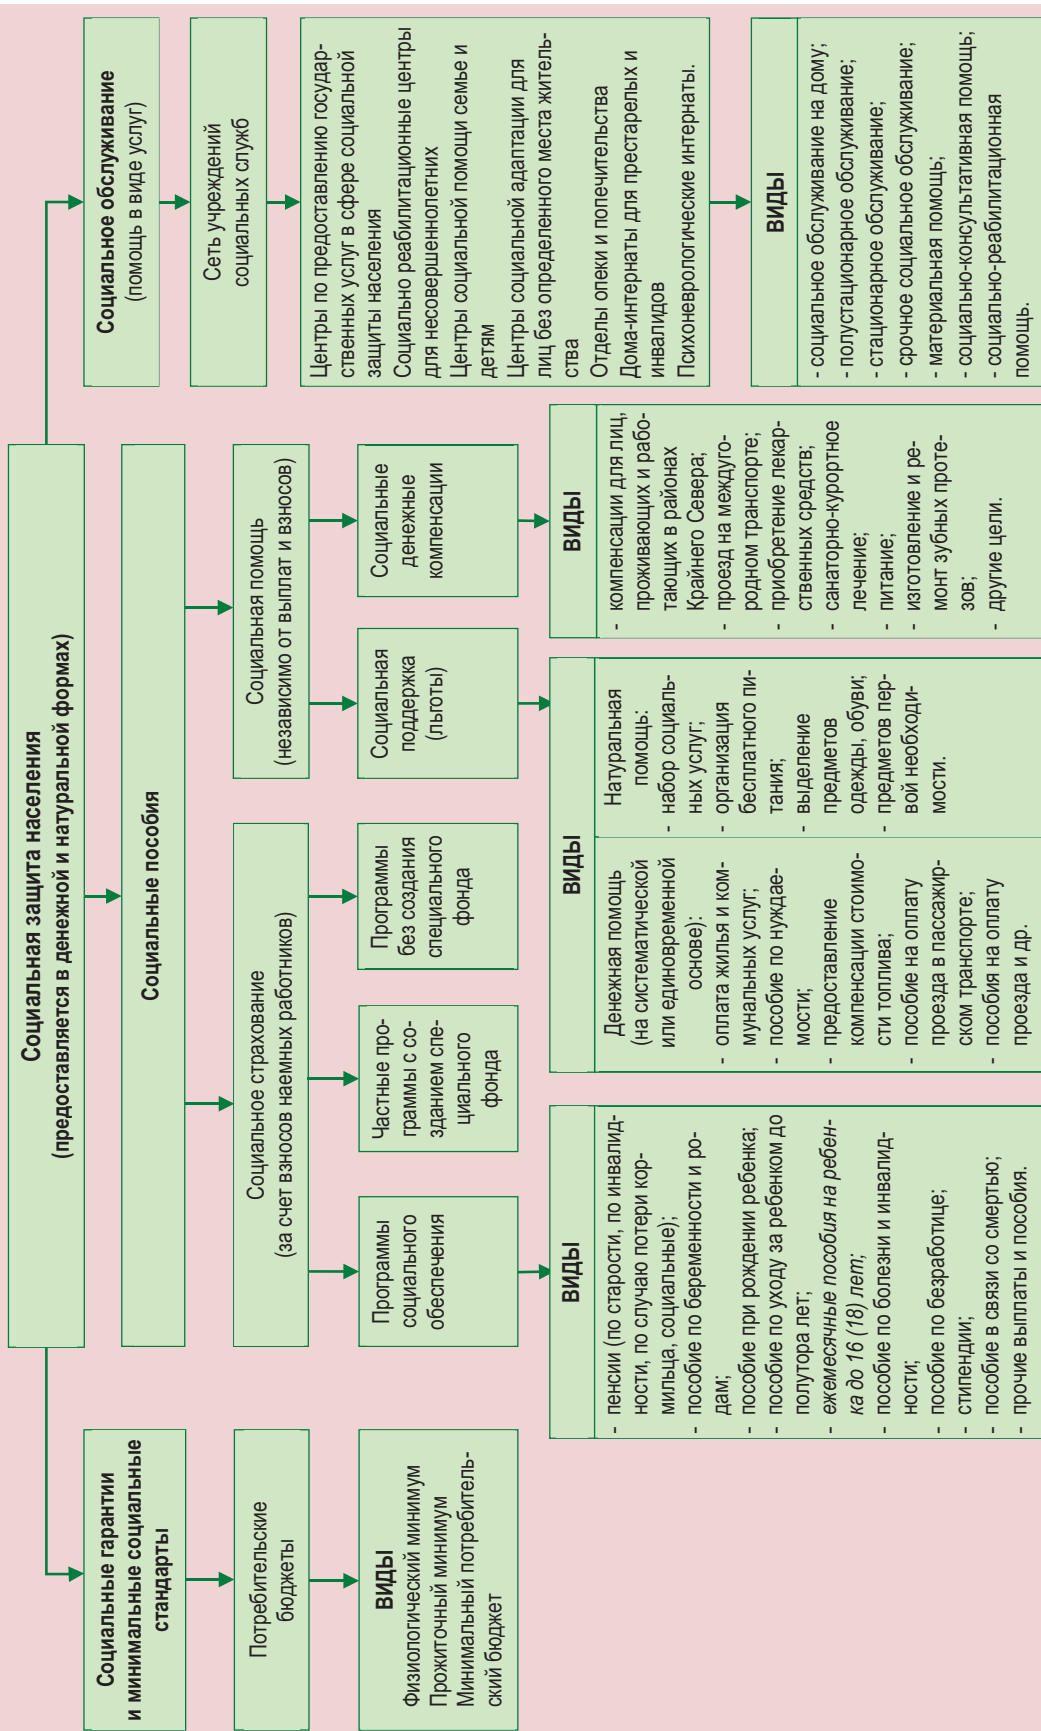 Социальная защита населения
(предоставляется в денежной и натуральной формах)
Социальные гарантии
и минимальные социальные
стандарты
Потребительские
бюджеты
ВИДЫ
Физиологический минимум
Прожиточный минимум
Минимальный потребитель-
ский бюджет
Социальные пособия
Социальное страхование
(за счет взносов наемных работников)
Программы
социального
обеспечения
Частные про-
граммы с со-
зданием спе-
циального
фонда
Программы
без создания
специального
фонда
ВИДЫ
- пенсии (по старости, по инвалид-
ности, по случаю потери кор-
мильца, социальные);
- пособие по беременности и ро-
дам;
- пособие при рождении ребенка;
- пособие по уходу за ребенком до
полутора лет;
- ежемесячные пособия на ребен-
ка до 16 (18) лет;
- пособие по болезни и инвалид-
ности;
- пособие по безработице;
- стипендии;
- пособие в связи со смертью;
- прочие выплаты и пособия.
Социальная помощь
(независимо от выплат и взносов)
Социальная
поддержка
(льготы)
Социальные
денежные
компенсации
ВИДЫ
Денежная помощь
(на систематической
или единовременной
основе):
- оплата жилья и ком-
мунальных услуг;
- пособие по нуждае-
мости;
- предоставление
компенсации стоимо-
сти топлива;
- пособие на оплату
проезда в пассажир-
ском транспорте;
- пособия на оплату
проезда и др.
Натуральная
помощь:
- набор социаль-
ных услуг;
- организация
бесплатного пи-
тания;
- выделение
предметов
одежды, обуви;
- предметов пер-
вой необходи-
мости.
ВИДЫ
- компенсации для лиц,
проживающих и рабо-
тающих в районах
Крайнего Севера;
- проезд на междуго-
родном транспорте;
- приобретение лекар-
ственных средств;
- санаторно-курортное
лечение;
- питание;
- изготовление и ре-
монт зубных проте-
зов;
- другие цели.
Социальное обслуживание
(помощь в виде услуг)
Сеть учреждений
социальных служб
Центры по предоставлению государ-
ственных услуг в сфере социальной
защиты населения
Социально реабилитационные центры
для несовершеннолетних
Центры социальной помощи семье и
детям
Центры социальной адаптации для
лиц без определенного места житель-
ства
Отделы опеки и попечительства
Дома-интернаты для престарелых и
инвалидов
Психоневрологические интернаты.
ВИДЫ
- социальное обслуживание на дому;
- полустационарное обслуживание;
- стационарное обслуживание;
- срочное социальное обслуживание;
- материальная помощь;
- социально-консультативная помощь;
- социально-реабилитационная
помощь.